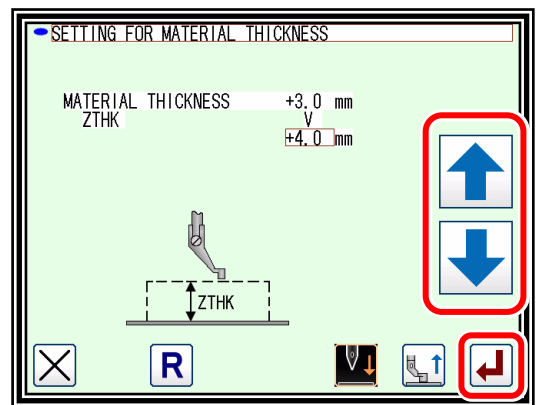 SETTING FOR MATERIAL THICKNESS
MATERIAL THICKNESS +3.0 mm
ZTHK V
+4.0 mm
ZTHK
R